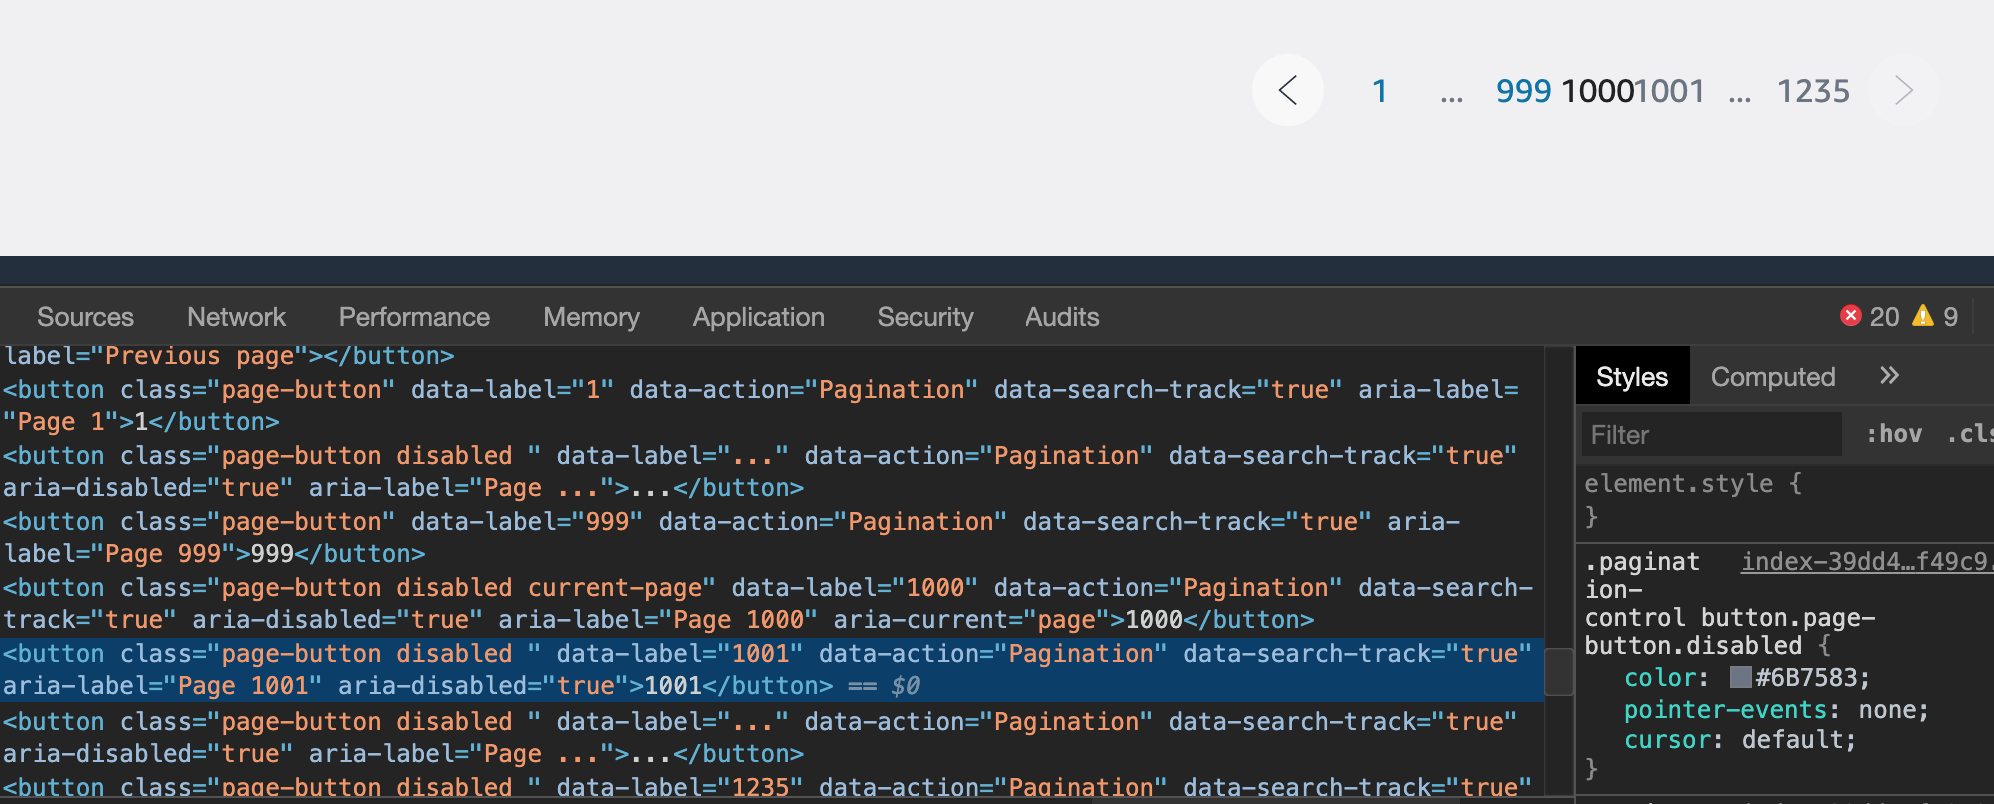 1 ... 999 1000 1001 ... 1235
Sources Network Performance Memory Application Security Audits 20 9
label="Previous page"></button>
<button class="page-button" data-label="1" data-action="Pagination" data-search-track="true" aria-label=
"Page 1">1</button>
<button class="page-button disabled " data-label="..." data-action="Pagination" data-search-track="true"
aria-disabled="true" aria-label="Page ...">...</button>
<button class="page-button" data-label="999" data-action="Pagination" data-search-track="true" aria-
label="Page 999">999</button>
<button class="page-button disabled current-page" data-label="1000" data-action="Pagination" data-search-
track="true" aria-disabled="true" aria-label="Page 1000" aria-current="page">1000</button>
<button class="page-button disabled " data-label="1001" data-action="Pagination" data-search-track="true"
aria-label="Page 1001" aria-disabled="true">1001</button> == $0
<button class="page-button disabled " data-label="..." data-action="Pagination" data-search-track="true"
aria-disabled="true" aria-label="Page ...">...</button>
<button class="page-button disabled " data-label="1235" data-action="Pagination" data-search-track="true"
Styles Computed »
Filter :hov .cls
element.style {
}
.paginat index-39dd4…f49c9.
ion-
control button.page-
button.disabled {
color: #6B7583;
pointer-events: none;
cursor: default;
}